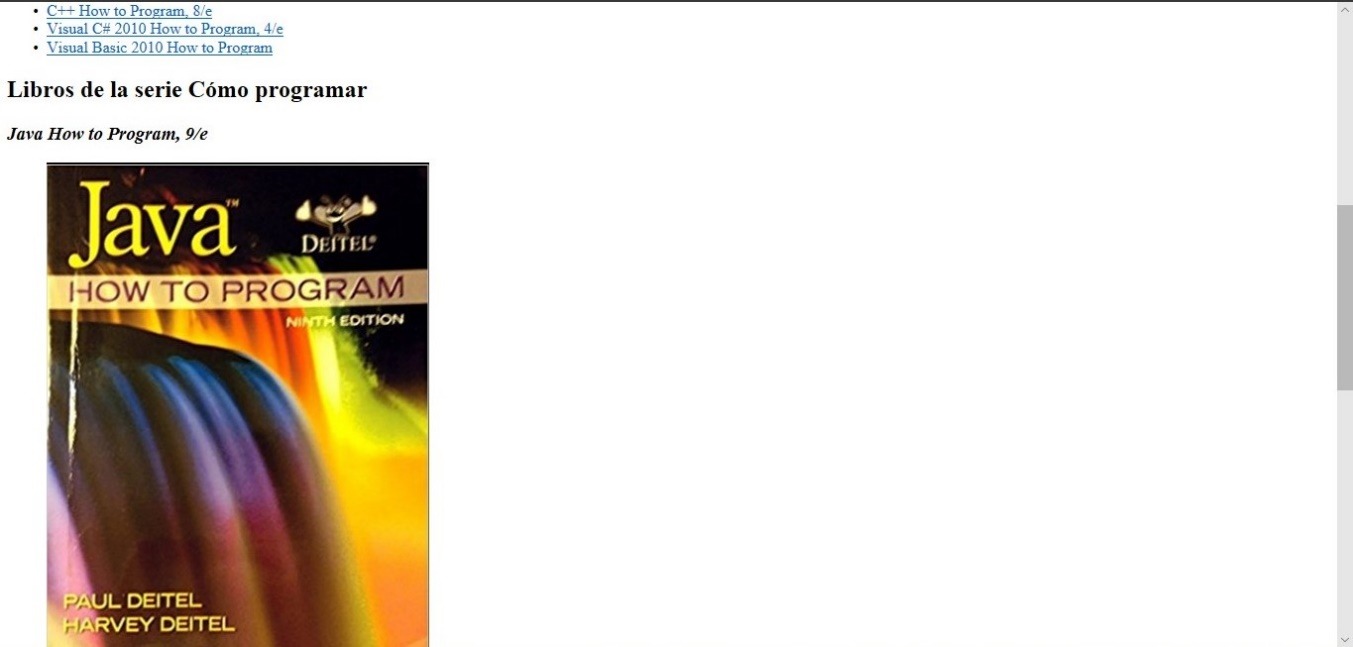 C++ How to Program, 8/e
Visual C# 2010 How to Program, 4/e
Visual Basic 2010 How to Program
Libros de la serie Cómo programar
Java How to Program, 9/e
Java™
DEITEL®
HOW TO PROGRAM
NINTH EDITION
PAUL DEITEL
HARVEY DEITEL